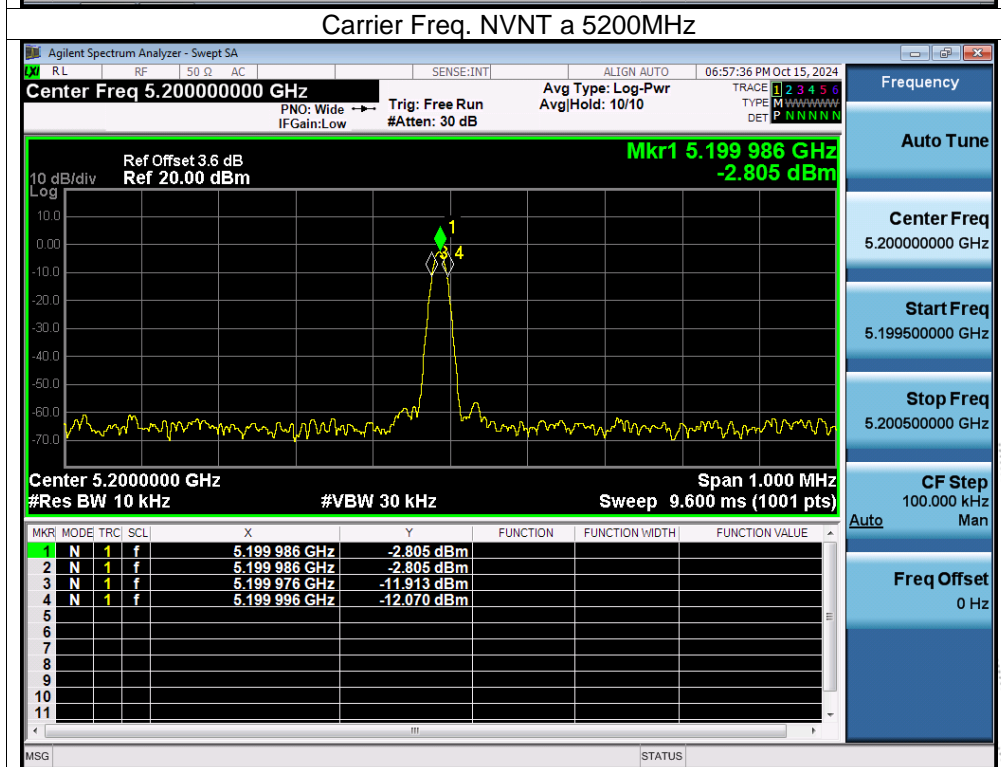 Carrier Freq. NVNT a 5200MHz
Agilent Spectrum Analyzer - Swept SA
LXI RL RF 50 Ω AC SENSE:INT ALIGN AUTO 06:57:36 PM Oct 15, 2024
Center Freq 5.200000000 GHz
PNO: Wide
IFGain:Low
Trig: Free Run
#Atten: 30 dB
Avg Type: Log-Pwr
Avg|Hold: 10/10
TRACE 1 2 3 4 5 6
TYPE M WWWWW
DET P N N N N N
Ref Offset 3.6 dB
10 dB/div Ref 20.00 dBm
Log
Mkr1 5.199 986 GHz
-2.805 dBm
10.0
0.00
-10.0
-20.0
-30.0
-40.0
-50.0
-60.0
-70.0
1
3 4
Center 5.2000000 GHz Span 1.000 MHz
#Res BW 10 kHz #VBW 30 kHz Sweep 9.600 ms (1001 pts)
MKR MODE TRC SCL X Y FUNCTION FUNCTION WIDTH FUNCTION VALUE
1 N 1 f 5.199 986 GHz -2.805 dBm
2 N 1 f 5.199 986 GHz -2.805 dBm
3 N 1 f 5.199 976 GHz -11.913 dBm
4 N 1 f 5.199 996 GHz -12.070 dBm
5
6
7
8
9
10
11
MSG STATUS
Frequency
Auto Tune
Center Freq
5.200000000 GHz
Start Freq
5.199500000 GHz
Stop Freq
5.200500000 GHz
CF Step
100.000 kHz
Auto Man
Freq Offset
0 Hz